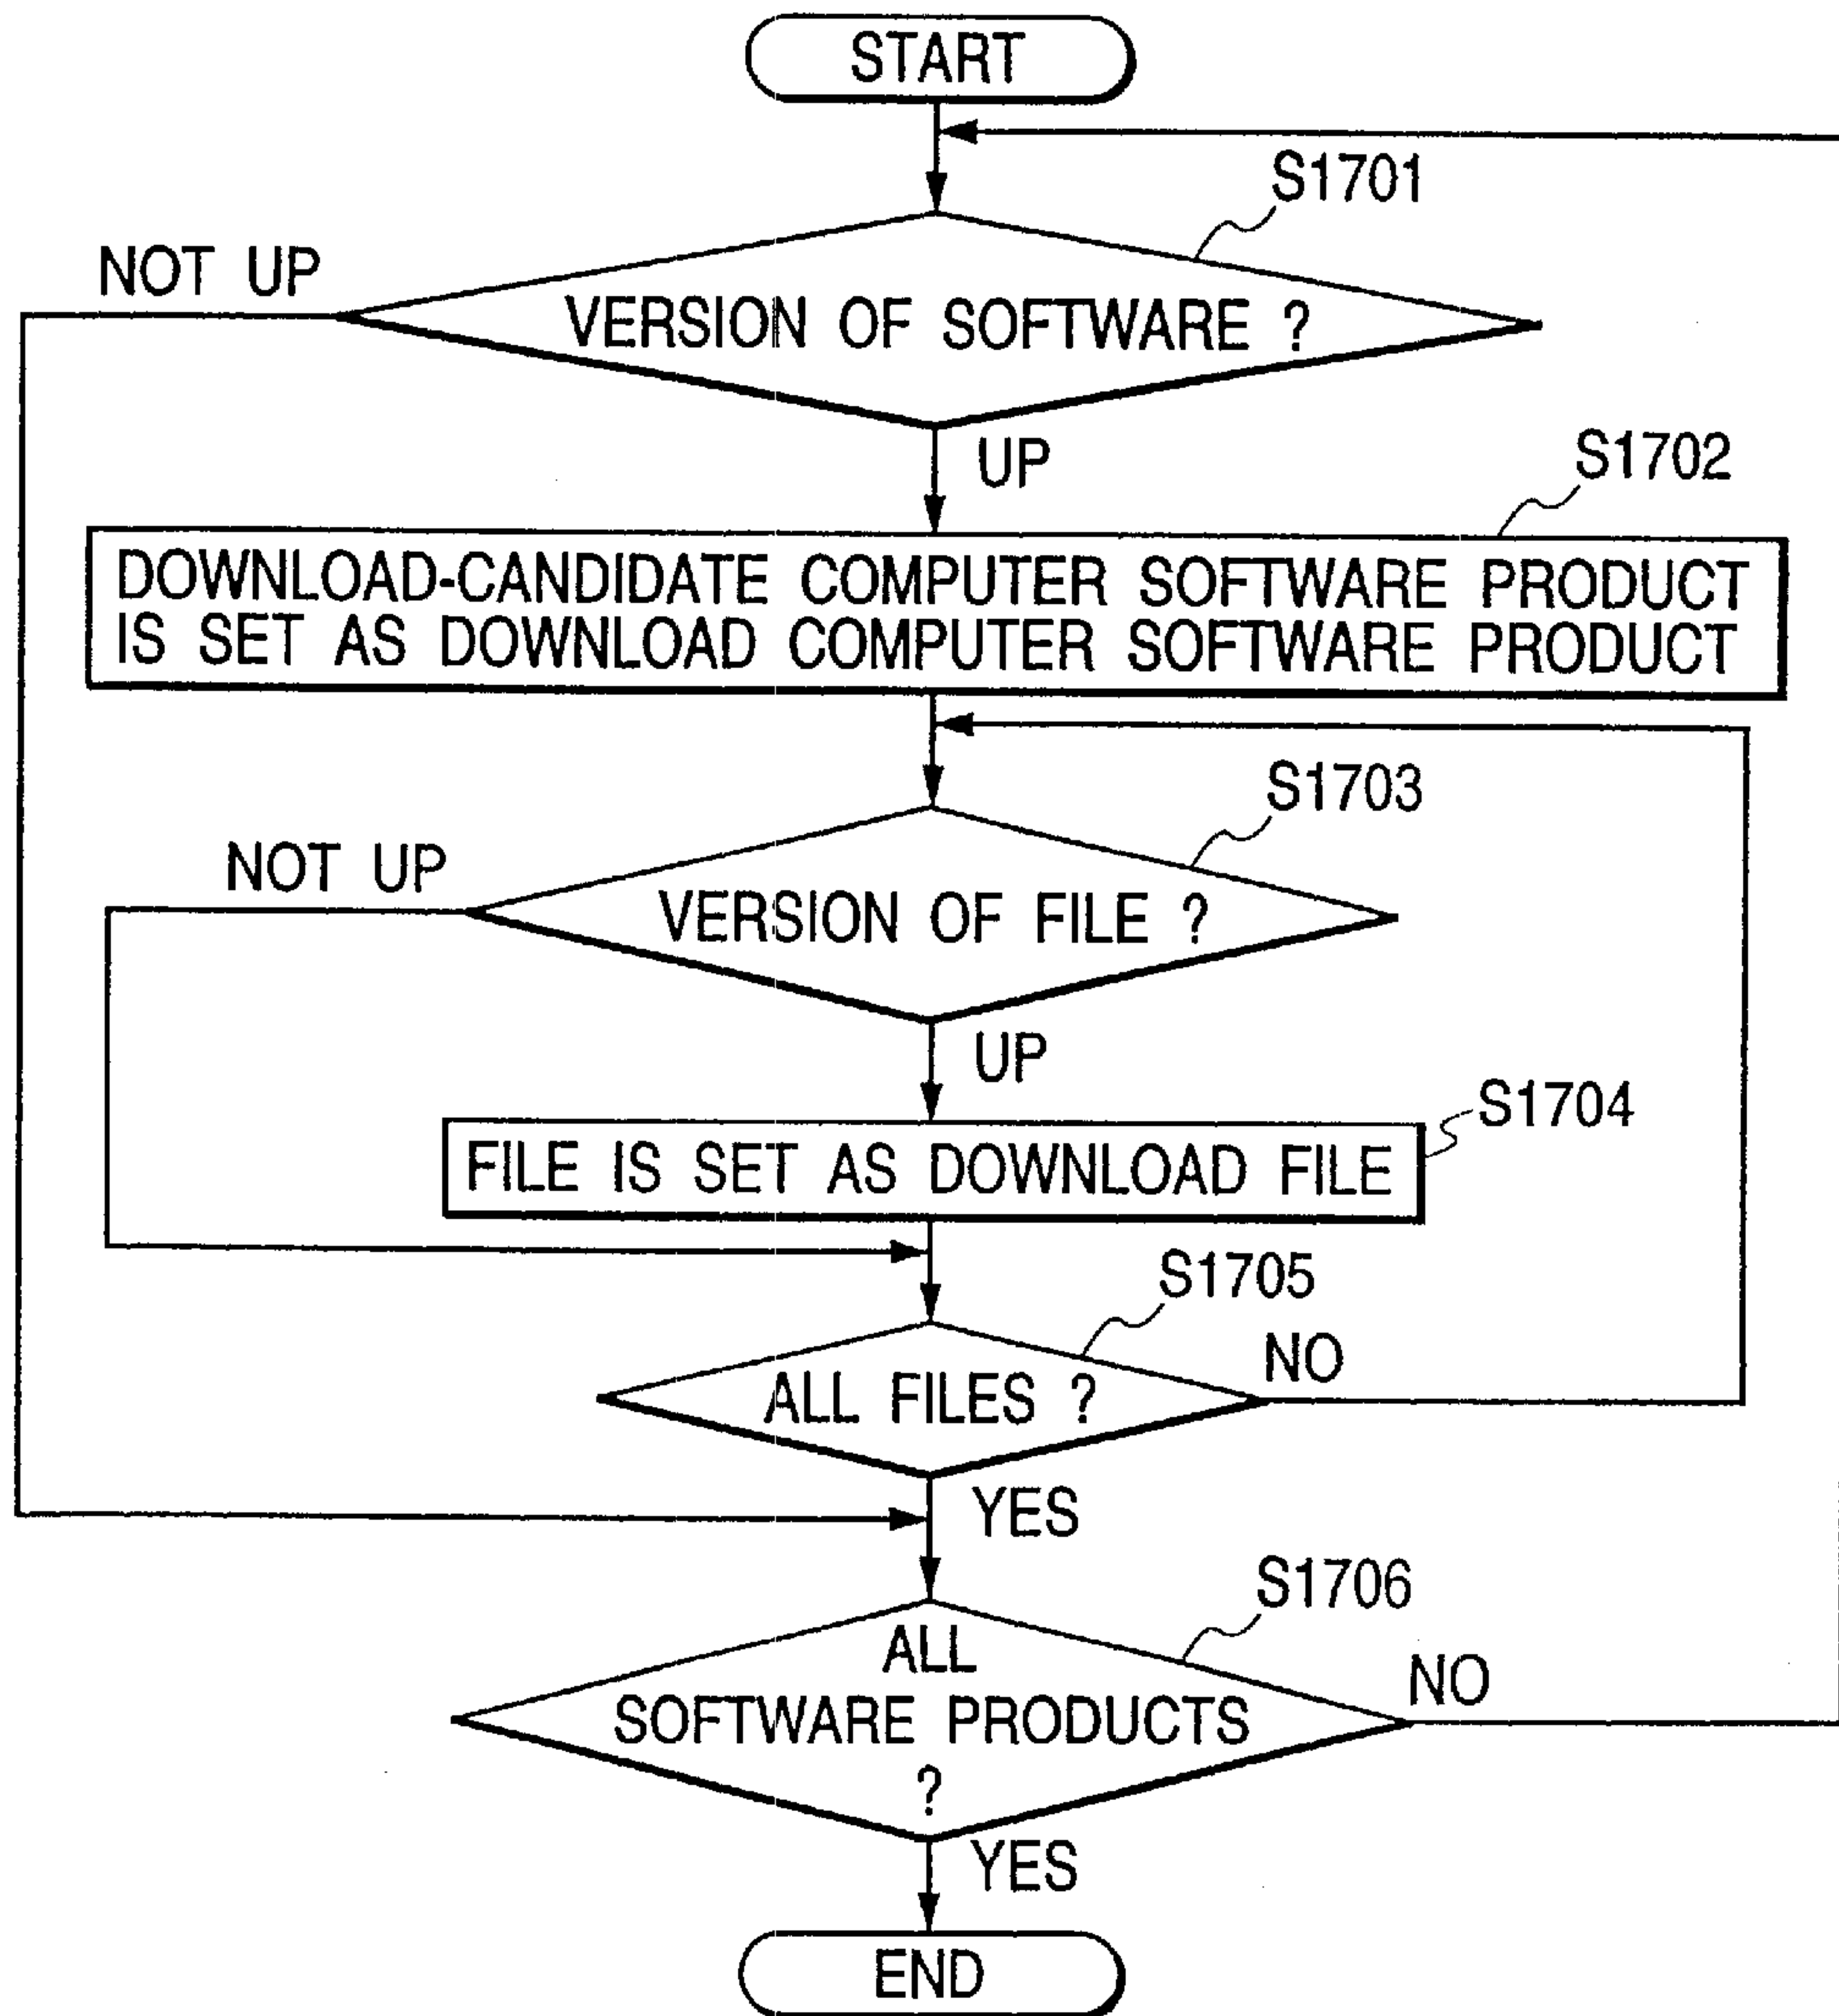 START
S1701
NOT UP
VERSION OF SOFTWARE ?
UP
S1702
DOWNLOAD-CANDIDATE COMPUTER SOFTWARE PRODUCT
IS SET AS DOWNLOAD COMPUTER SOFTWARE PRODUCT
S1703
NOT UP
VERSION OF FILE ?
UP
S1704
FILE IS SET AS DOWNLOAD FILE
S1705
NO
ALL FILES ?
YES
S1706
ALL
NO
SOFTWARE PRODUCTS
?
YES
END